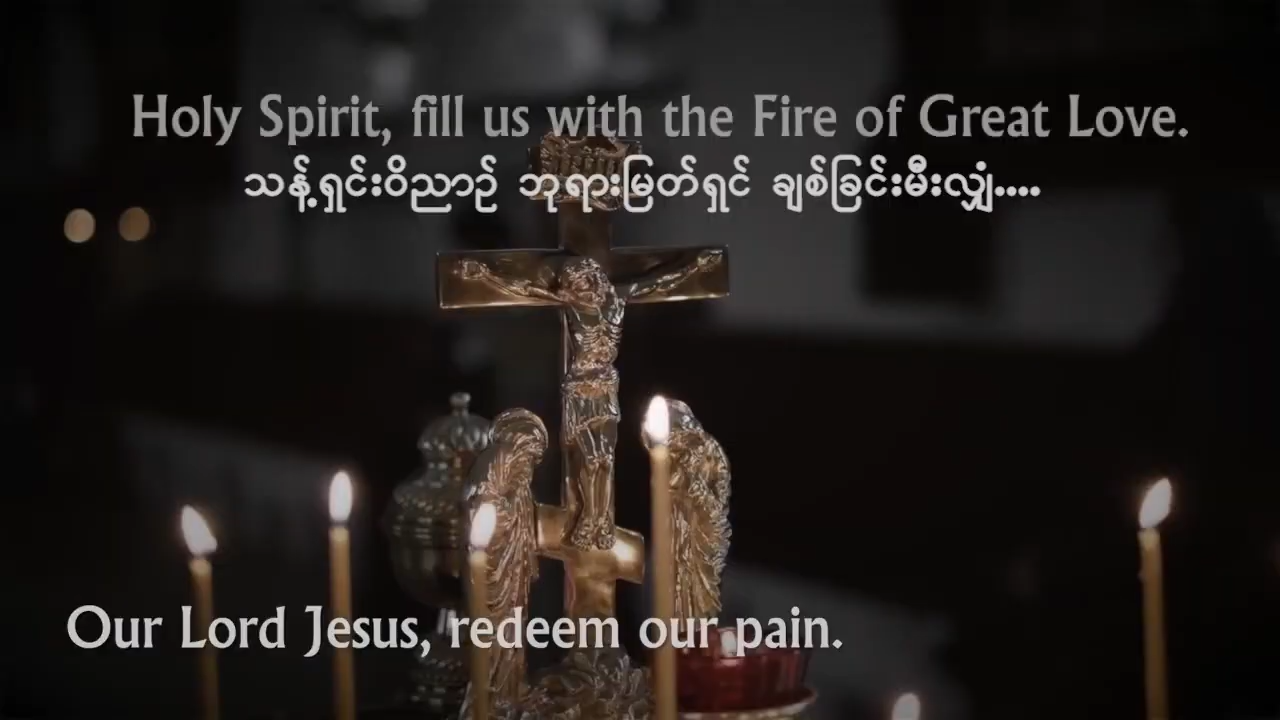 Holy Spirit, fill us with the Fire of Great Love.
သန့်ရှင်းဝိညာဉ် ဘုရားမြတ်ရှင် ချစ်ခြင်းမီးလျှံ....
Our Lord Jesus, redeem our pain.